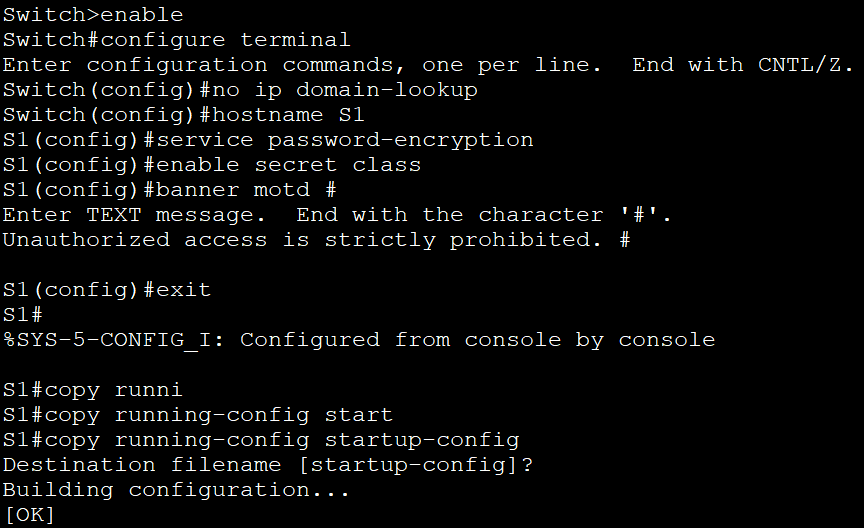 Switch>enable
Switch#configure terminal
Enter configuration commands, one per line.  End with CNTL/Z.
Switch(config)#no ip domain-lookup
Switch(config)#hostname S1
S1(config)#service password-encryption
S1(config)#enable secret class
S1(config)#banner motd #
Enter TEXT message.  End with the character '#'.
Unauthorized access is strictly prohibited. #
S1(config)#exit
S1#
%SYS-5-CONFIG_I: Configured from console by console
S1#copy runni
S1#copy running-config start
S1#copy running-config startup-config
Destination filename [startup-config]?
Building configuration...
[OK]